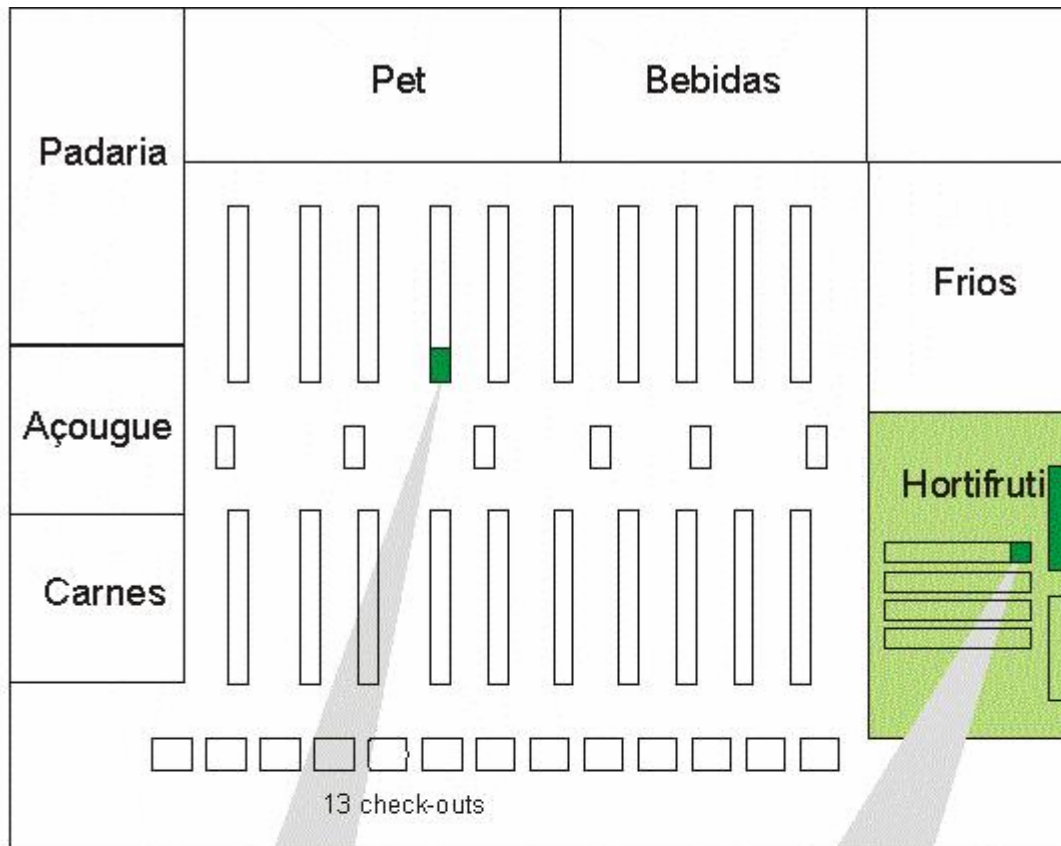 Pet
Bebidas
Padaria
Frios
Açougue
Hortifruti
Carnes
13 check-outs